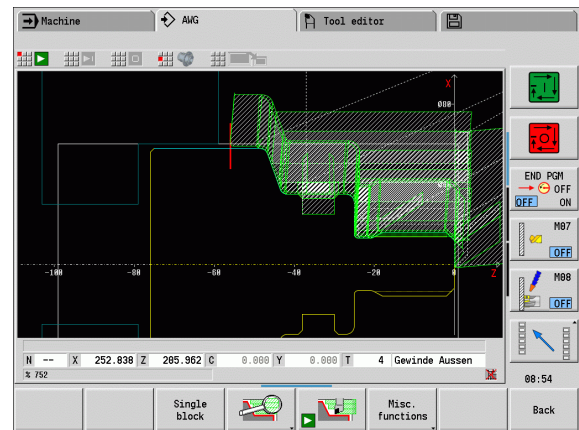 Machine
AWG
Tool editor
X
080
END PGM
OFF
OFF ON
M07
OFF
-100 -80 -60 -40 -20 0 Z
M08
OFF
N -- X 252.838 Z 205.962 C 0.000 Y 0.000 T 4 Gewinde Aussen
% 752
08:54
Single block
Misc. functions
Back